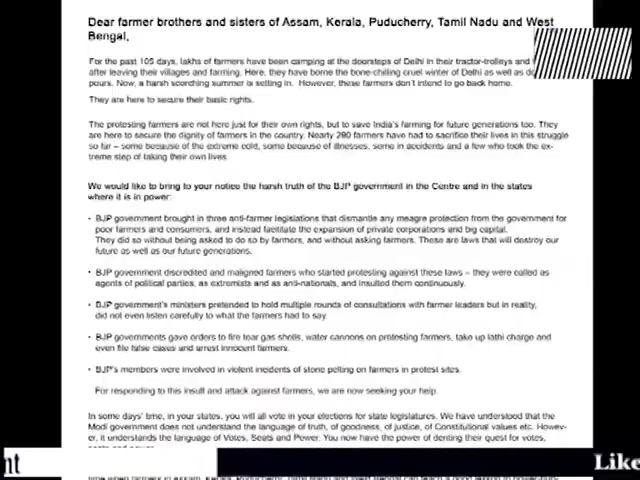 Dear farmer brothers and sisters of Assam, Kerala, Puducherry, Tamil Nadu and West
Bengal,
For the past 105 days, lakhs of farmers have been camping at the doorsteps of Delhi in their tractor-trolleys and
after leaving their villages and farming. Here, they have borne the bone-chilling cruel winter of Delhi as well as
pours. Now, a harsh scorching summer is setting in. However, these farmers don't intend to go back home.
They are here to secure their basic rights.
The protesting farmers are not here just for their own rights, but to save India's farming for future generations too. They
are here to secure the dignity of farmers in the country. Nearly 290 farmers have had to sacrifice their lives in this struggle
so far – some because of the extreme cold, some because of illnesses, some in accidents and a few who took the ex-
treme step of taking their own lives.
We would like to bring to your notice the harsh truth of the BJP government in the Centre and in the states
where it is in power:
• BJP government brought in three anti-farmer legislations that dismantle any meagre protection from the government for
poor farmers and consumers, and instead facilitate the expansion of private corporations and big capital.
They did so without being asked to do so by farmers, and without asking farmers. These are laws that will destroy our
future as well as our future generations.
• BJP government discredited and maligned farmers who started protesting against these laws – they were called as
agents of political parties, as extremists and as anti-nationals, and insulted them continuously.
• BJP government's ministers pretended to hold multiple rounds of consultations with farmer leaders but in reality,
did not even listen carefully to what the farmers had to say.
• BJP governments gave orders to fire tear gas shells, water cannons on protesting farmers, take up lathi charge and
even file false cases and arrest innocent farmers.
• BJP's members were involved in violent incidents of stone pelting on farmers in protest sites.
For responding to this insult and attack against farmers, we are now seeking your help.
In some days' time, in your states, you will all vote in your elections for state legislatures. We have understood that the
Modi government does not understand the language of truth, of goodness, of justice, of Constitutional values etc. Howev-
er, it understands the language of Votes, Seats and Power. You now have the power of denting their quest for votes,
nt
Like